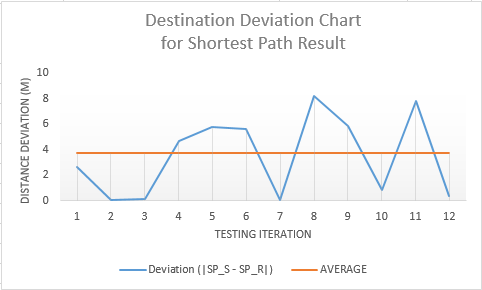 Destination Deviation Chart
for Shortest Path Result
DISTANCE DEVIATION (M)
10
8
6
4
2
0
1 2 3 4 5 6 7 8 9 10 11 12
TESTING ITERATION
Deviation (|SP_S - SP_R|) AVERAGE